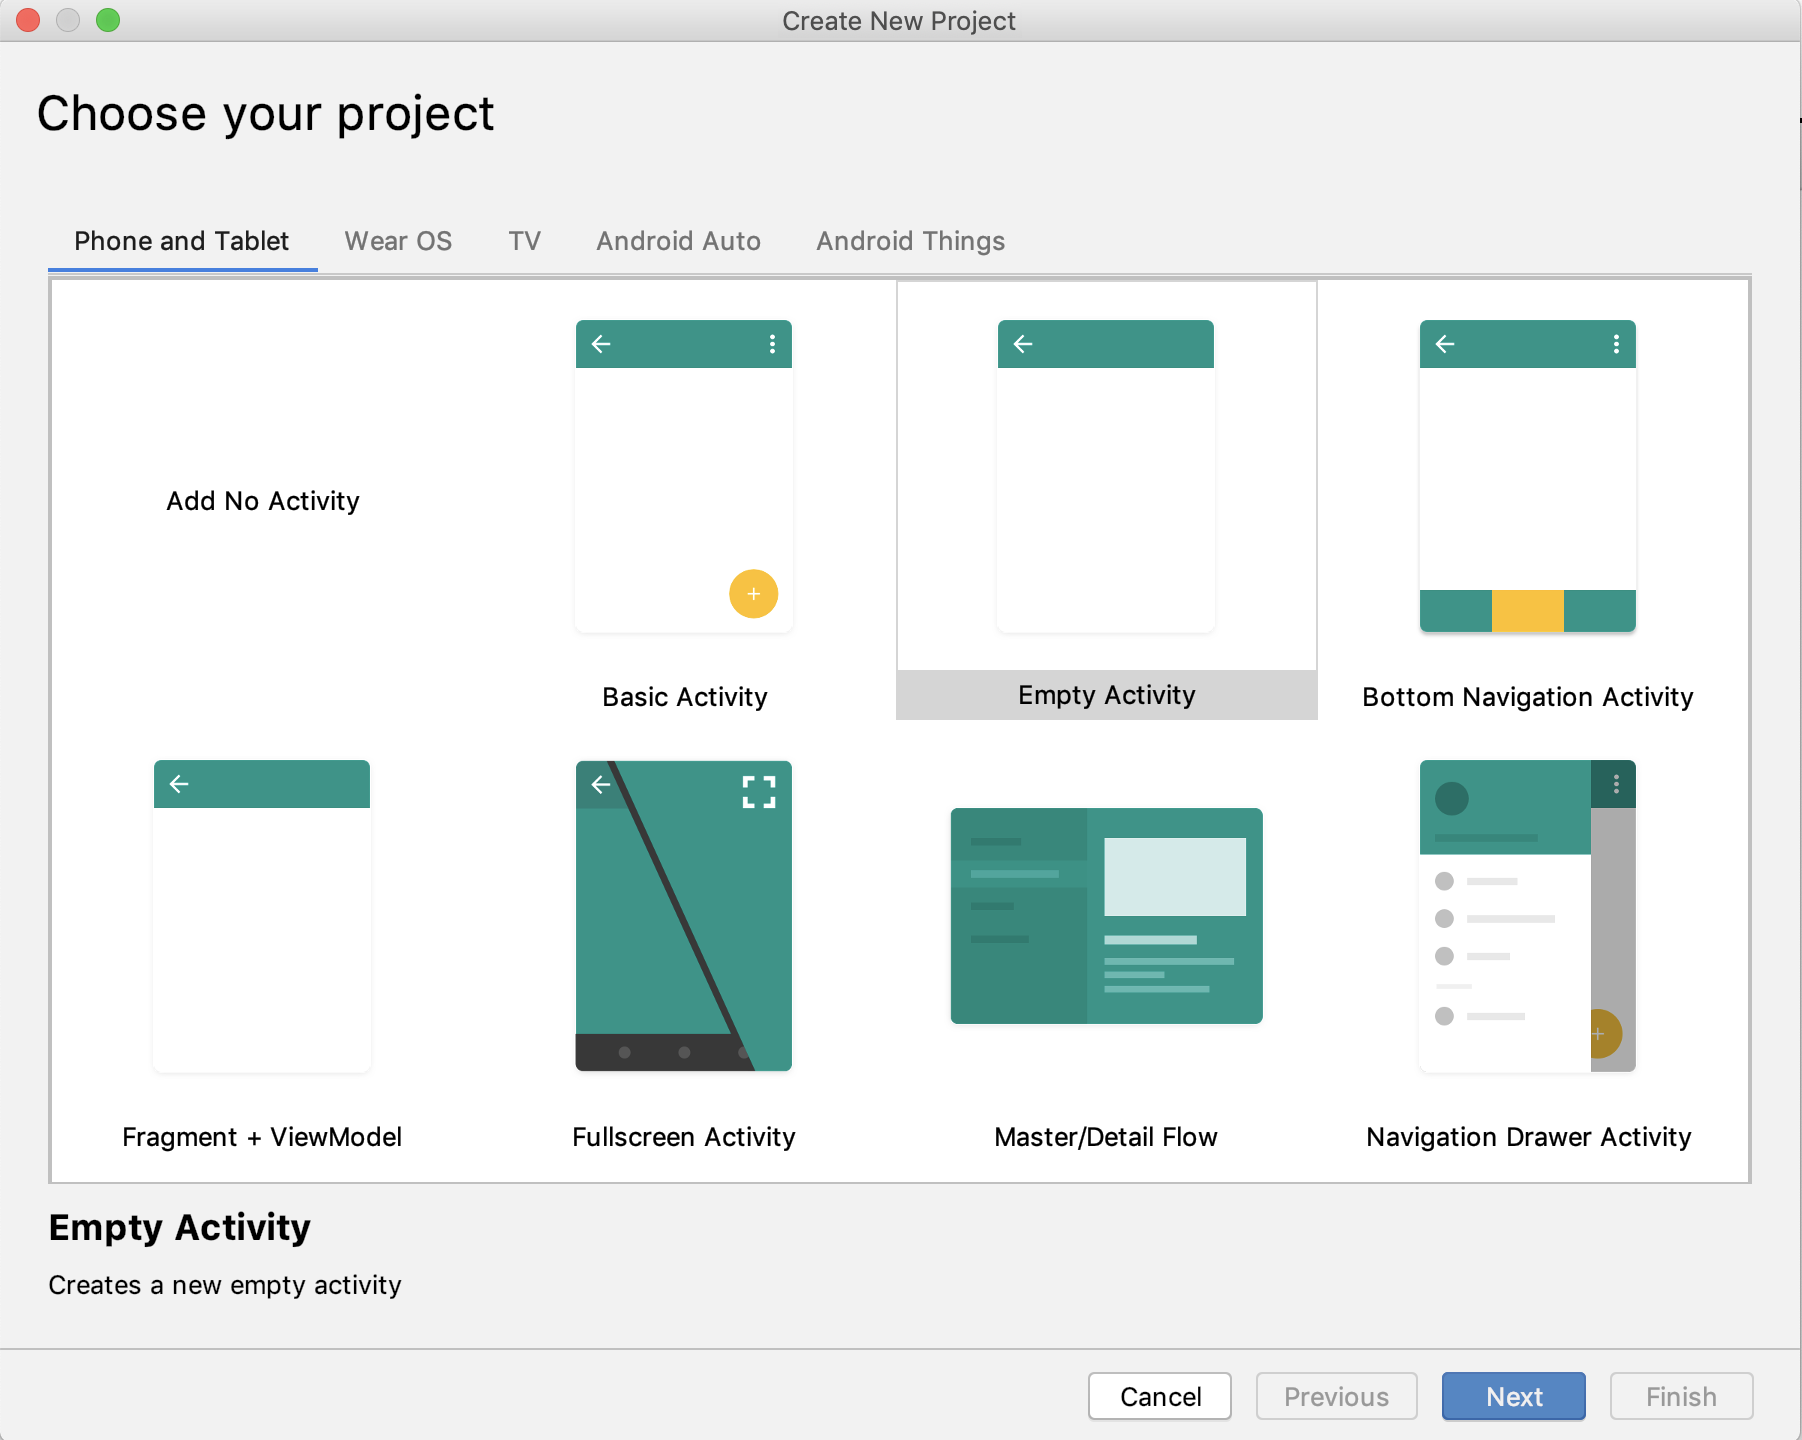 Create New Project
Choose your project
Phone and Tablet
Wear OS
TV
Android Auto
Android Things
Add No Activity
Basic Activity
Empty Activity
Bottom Navigation Activity
Fragment + ViewModel
Fullscreen Activity
Master/Detail Flow
Navigation Drawer Activity
Empty Activity
Creates a new empty activity
Cancel
Previous
Next
Finish